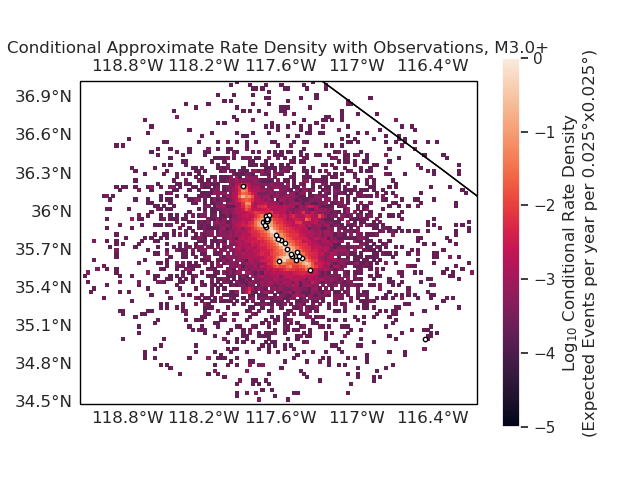 Conditional Approximate Rate Density with Observations, M3.0+
118.8°W 118.2°W 117.6°W 117°W 116.4°W
36.9°N
36.6°N
36.3°N
36°N
35.7°N
35.4°N
35.1°N
34.8°N
34.5°N
118.8°W 118.2°W 117.6°W 117°W 116.4°W
0
−1
−2
−3
−4
−5
Log₁₀ Conditional Rate Density
(Expected Events per year per 0.025°x0.025°)